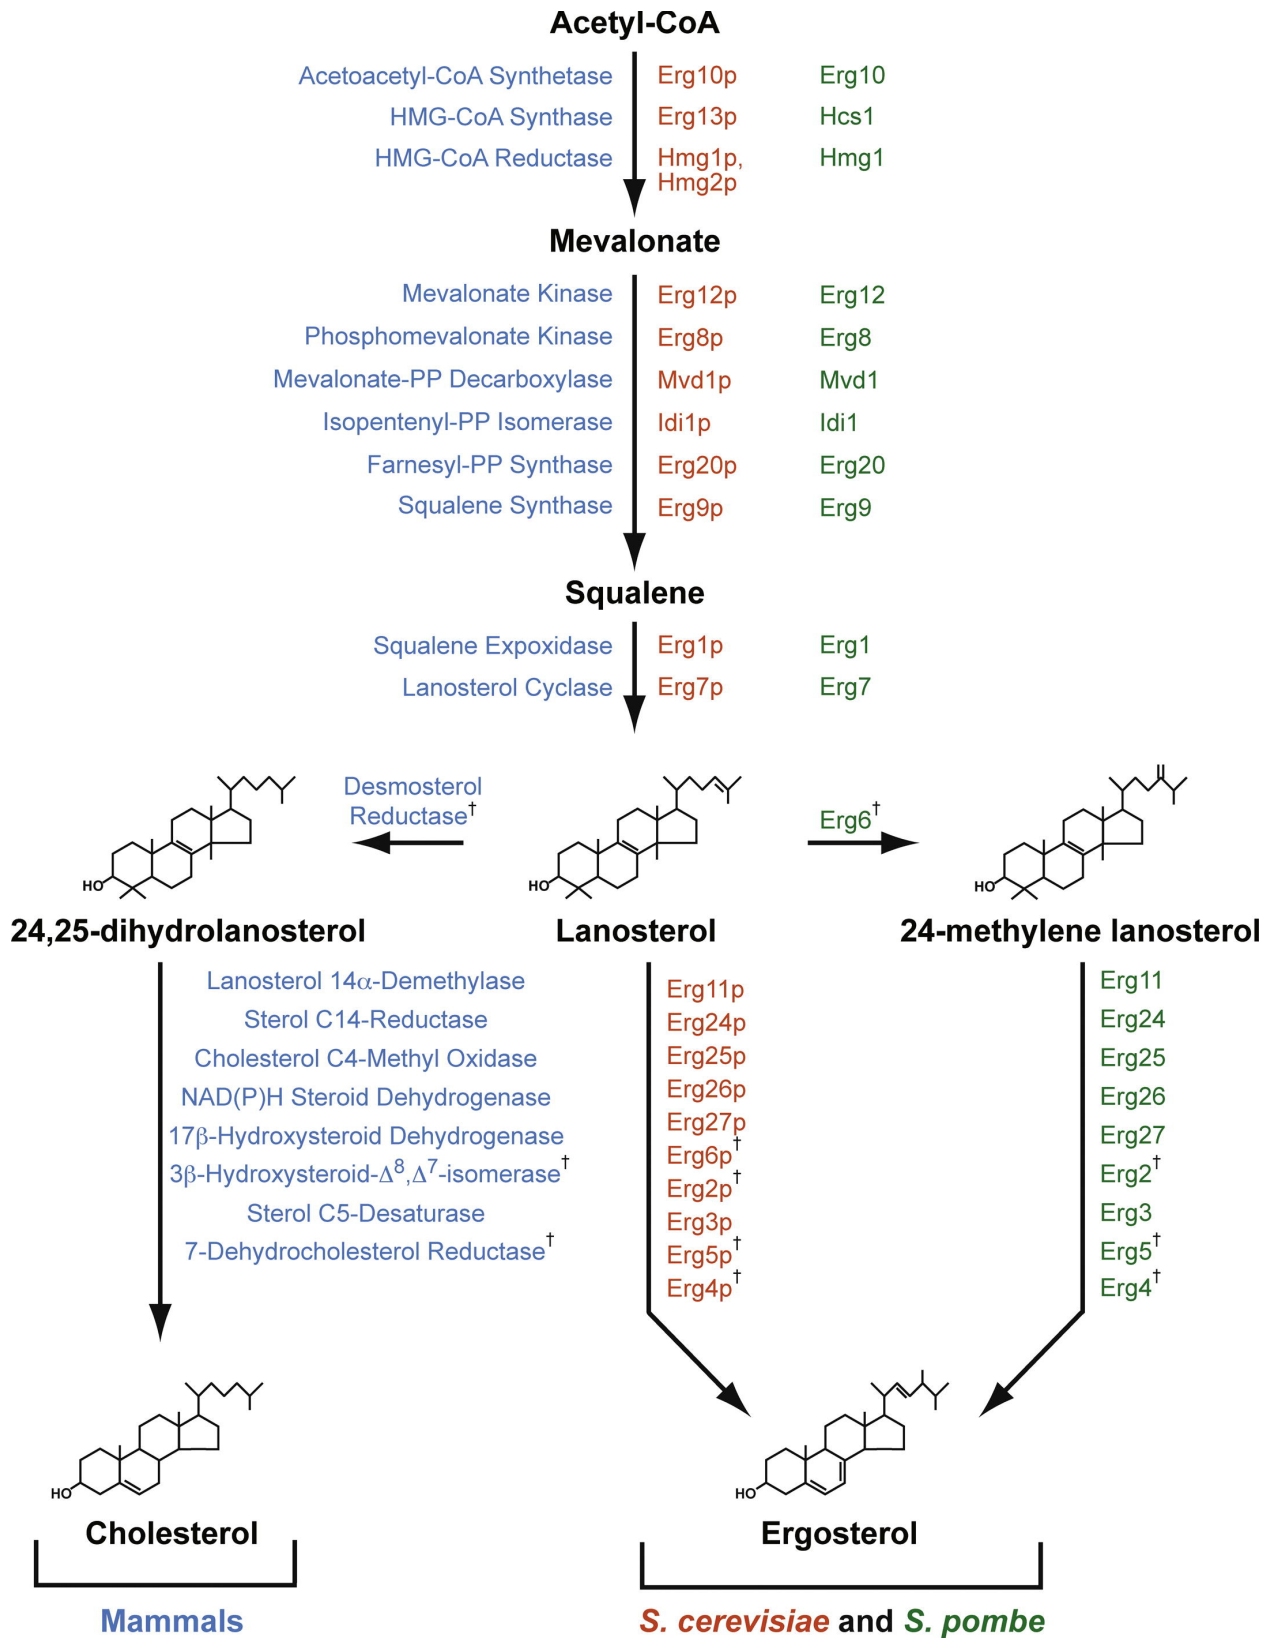 Acetyl-CoA
Acetoacetyl-CoA Synthetase Erg10p Erg10
HMG-CoA Synthase Erg13p Hcs1
HMG-CoA Reductase Hmg1p, Hmg1
Hmg2p
Mevalonate
Mevalonate Kinase Erg12p Erg12
Phosphomevalonate Kinase Erg8p Erg8
Mevalonate-PP Decarboxylase Mvd1p Mvd1
Isopentenyl-PP Isomerase Idi1p Idi1
Farnesyl-PP Synthase Erg20p Erg20
Squalene Synthase Erg9p Erg9
Squalene
Squalene Expoxidase Erg1p Erg1
Lanosterol Cyclase Erg7p Erg7
Desmosterol
Reductase†
Erg6†
HO
HO
HO
24,25-dihydrolanosterol
Lanosterol
24-methylene lanosterol
Lanosterol 14α-Demethylase
Sterol C14-Reductase
Cholesterol C4-Methyl Oxidase
NAD(P)H Steroid Dehydrogenase
17β-Hydroxysteroid Dehydrogenase
3β-Hydroxysteroid-Δ⁸,Δ⁷-isomerase†
Sterol C5-Desaturase
7-Dehydrocholesterol Reductase†
Erg11p
Erg24p
Erg25p
Erg26p
Erg27p
Erg6p†
Erg2p†
Erg3p
Erg5p†
Erg4p†
Erg11
Erg24
Erg25
Erg26
Erg27
Erg2†
Erg3
Erg5†
Erg4†
HO
HO
Cholesterol
Ergosterol
Mammals
S. cerevisiae and S. pombe